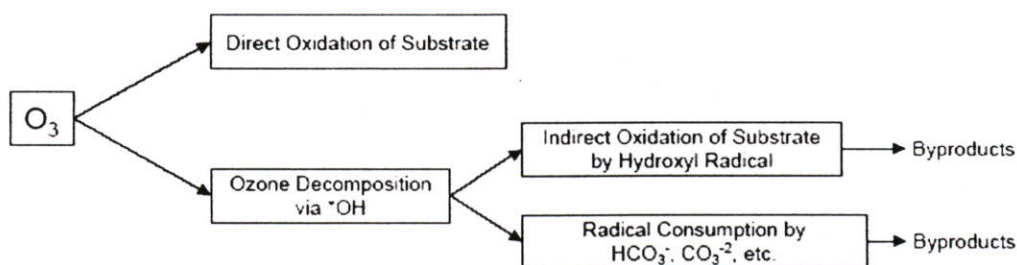 Direct Oxidation of Substrate
O₃
Ozone Decomposition
via •OH
Indirect Oxidation of Substrate
by Hydroxyl Radical
Byproducts
Radical Consumption by
HCO₃⁻, CO₃⁻², etc.
Byproducts